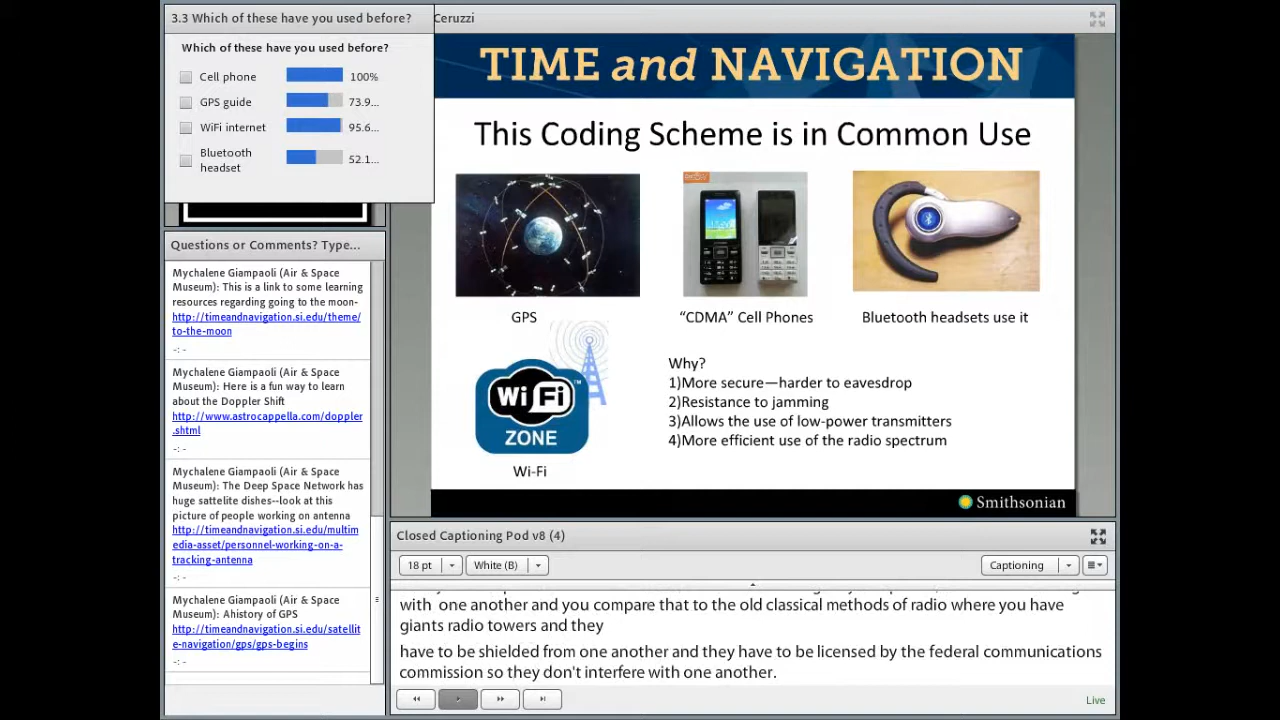 3.3 Which of these have you used before?
Which of these have you used before?
Cell phone 100%
GPS guide 73.9...
WiFi internet 95.6...
Bluetooth
headset
52.1...
Ceruzzi
TIME and NAVIGATION
This Coding Scheme is in Common Use
GPS
"CDMA" Cell Phones
Bluetooth headsets use it
Wi Fi
ZONE
Wi-Fi
Why?
1)More secure—harder to eavesdrop
2)Resistance to jamming
3)Allows the use of low-power transmitters
4)More efficient use of the radio spectrum
Smithsonian
Questions or Comments? Type...
Mychalene Giampaoli (Air & Space
Museum): This is a link to some learning
resources regarding going to the moon-
http://timeandnavigation.si.edu/theme/
to-the-moon
-: -
Mychalene Giampaoli (Air & Space
Museum): Here is a fun way to learn
about the Doppler Shift
http://www.astrocappella.com/doppler
.shtml
-: -
Mychalene Giampaoli (Air & Space
Museum): The Deep Space Network has
huge sattelite dishes--look at this
picture of people working on antenna
http://timeandnavigation.si.edu/multim
edia-asset/personnel-working-on-a-
tracking-antenna
-: -
Mychalene Giampaoli (Air & Space
Museum): Ahistory of GPS
http://timeandnavigation.si.edu/satellit
e-navigation/gps/gps-begins
-: -
Closed Captioning Pod v8 (4)
18 pt White (B) Captioning
with one another and you compare that to the old classical methods of radio where you have
giants radio towers and they
have to be shielded from one another and they have to be licensed by the federal communications
commission so they don't interfere with one another.
Live